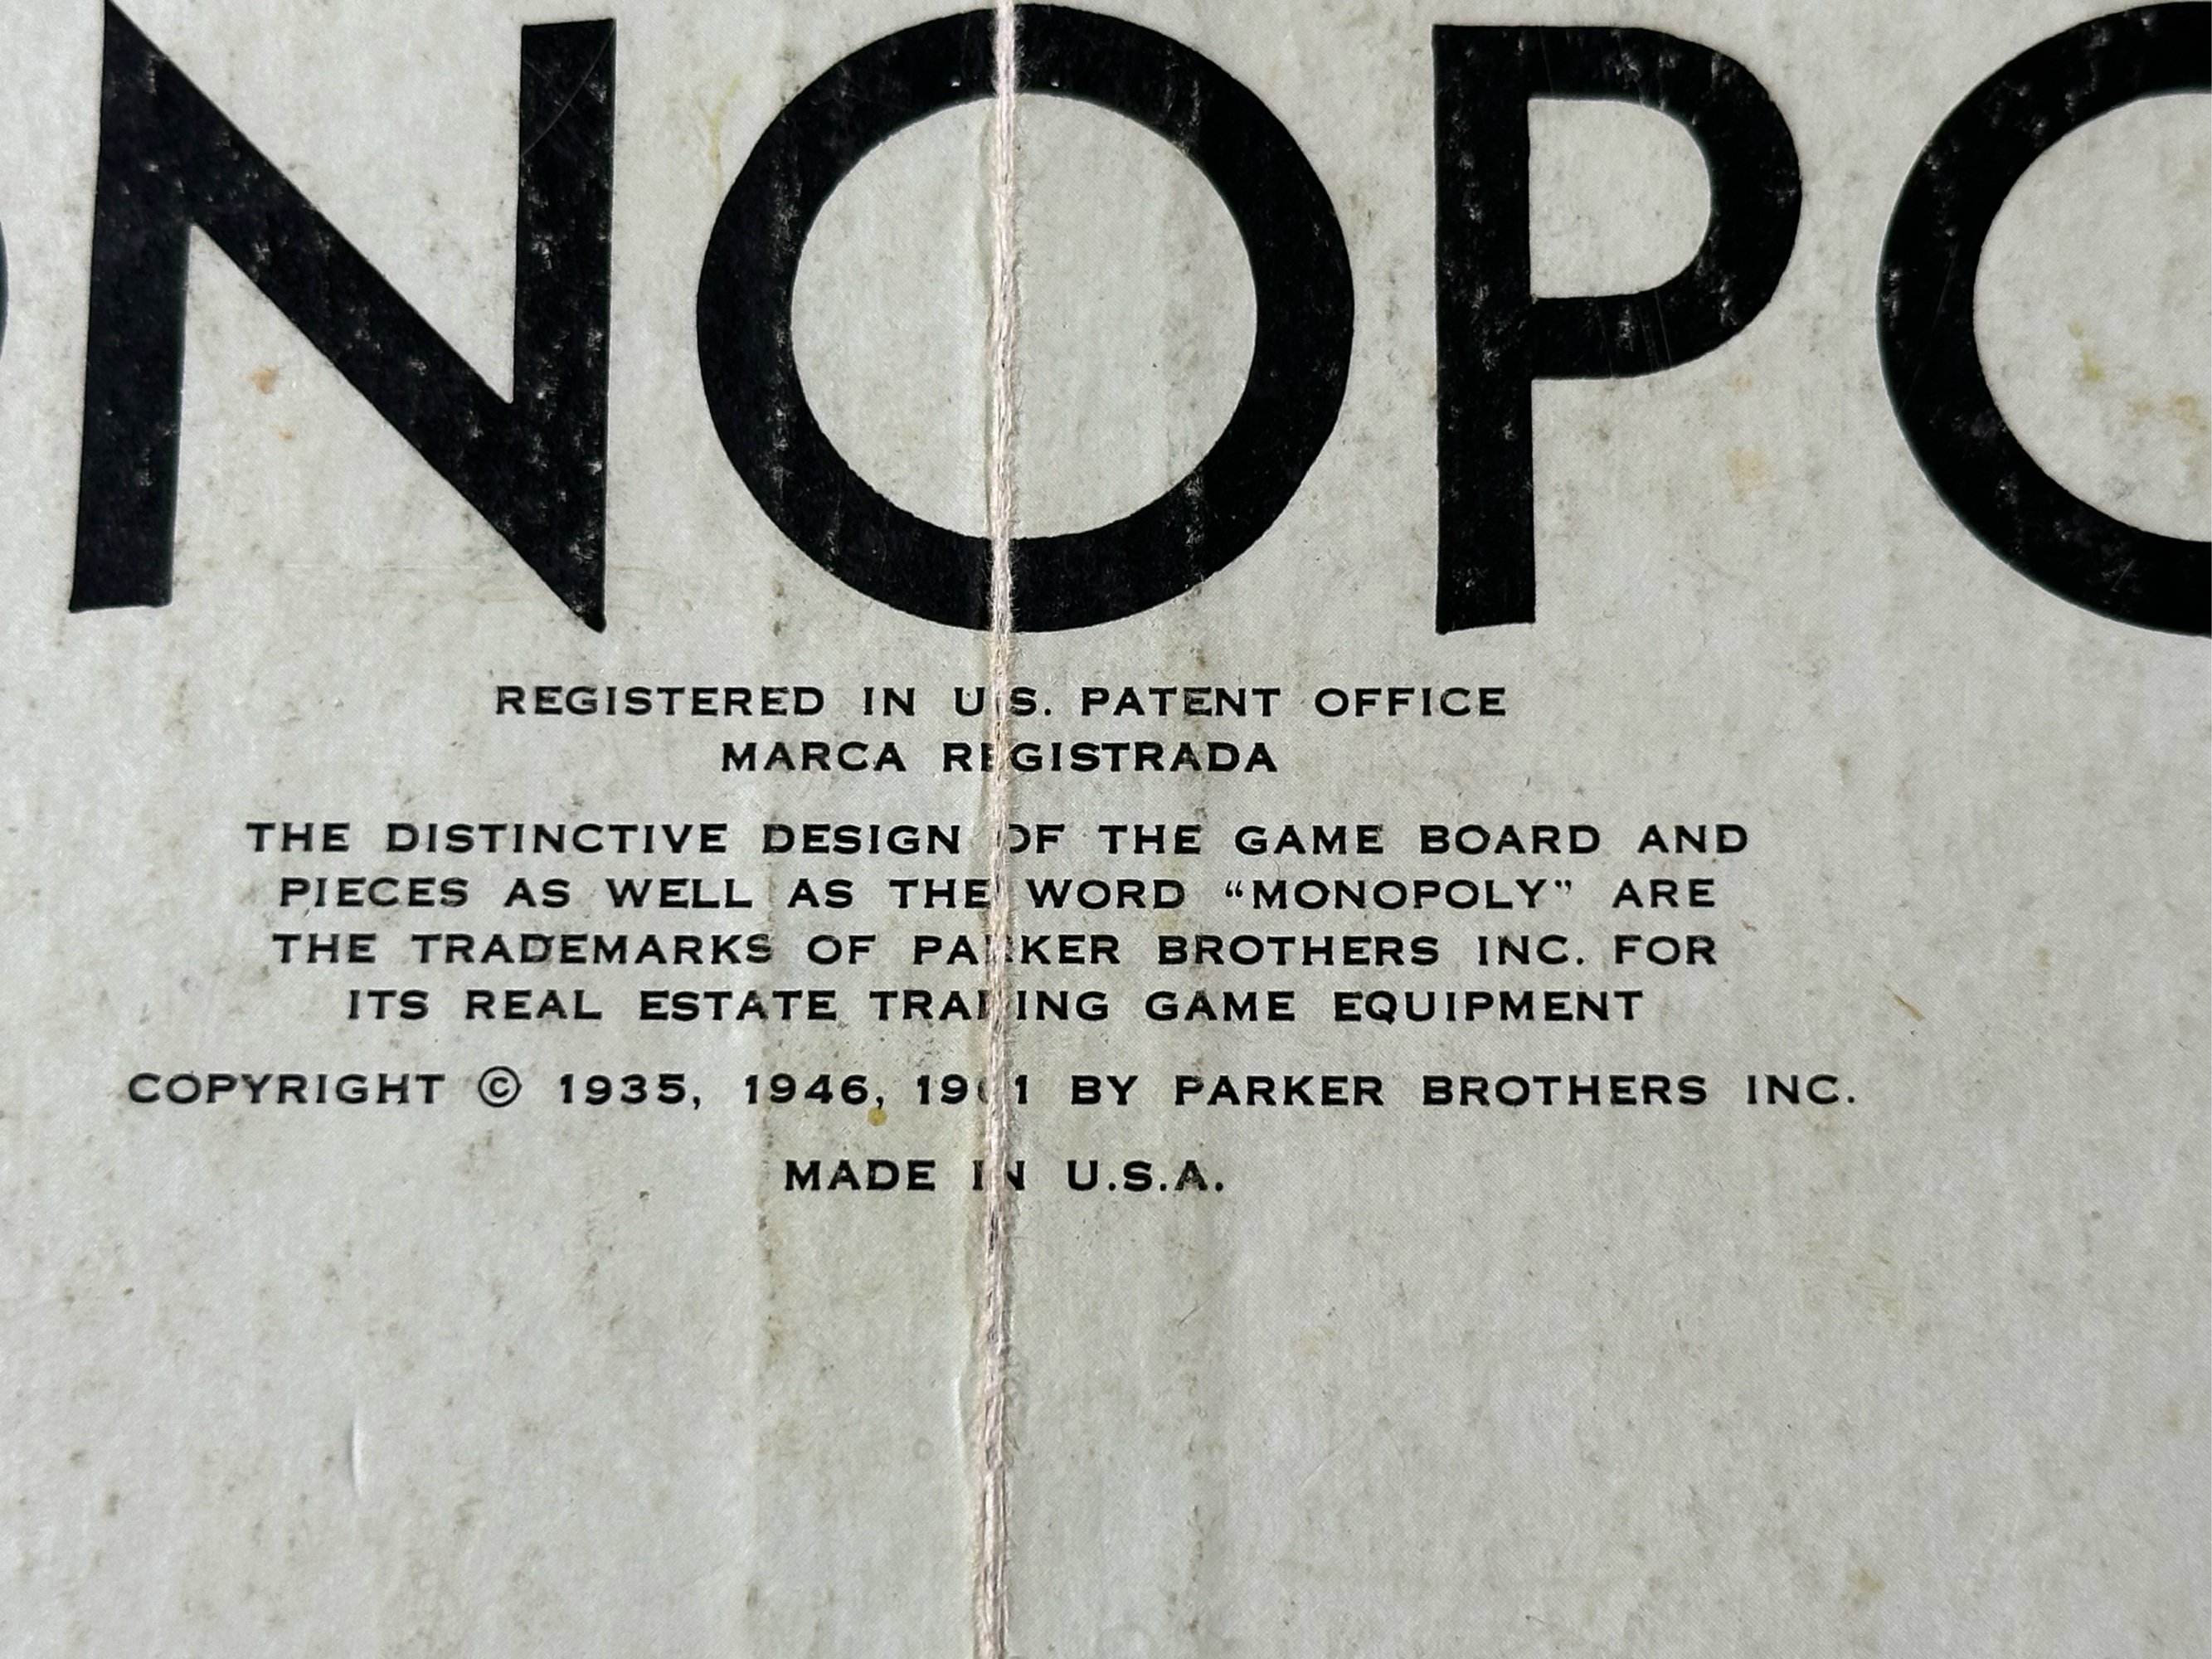 NOPO
REGISTERED IN U.S. PATENT OFFICE
MARCA REGISTRADA
THE DISTINCTIVE DESIGN OF THE GAME BOARD AND
PIECES AS WELL AS THE WORD “MONOPOLY” ARE
THE TRADEMARKS OF PARKER BROTHERS INC. FOR
ITS REAL ESTATE TRADING GAME EQUIPMENT
COPYRIGHT © 1935, 1946, 1961 BY PARKER BROTHERS INC.
MADE IN U.S.A.